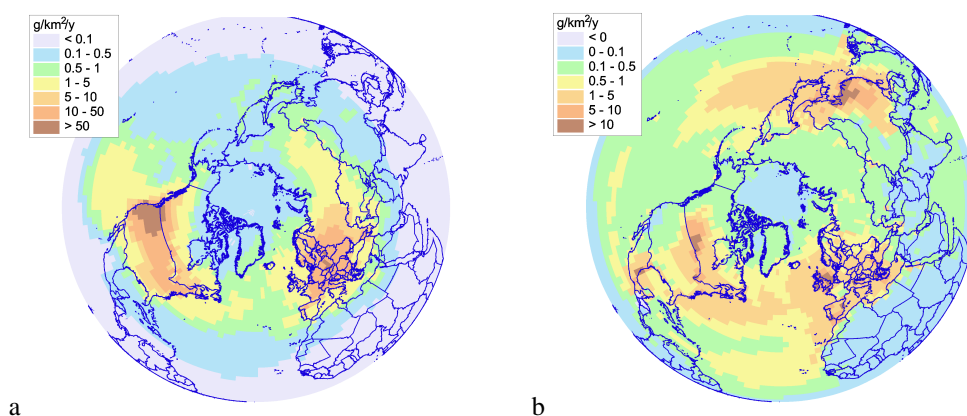 g/km²/y
< 0.1
0.1 - 0.5
0.5 - 1
1 - 5
5 - 10
10 - 50
> 50
a
g/km²/y
< 0
0 - 0.1
0.1 - 0.5
0.5 - 1
1 - 5
5 - 10
> 10
b